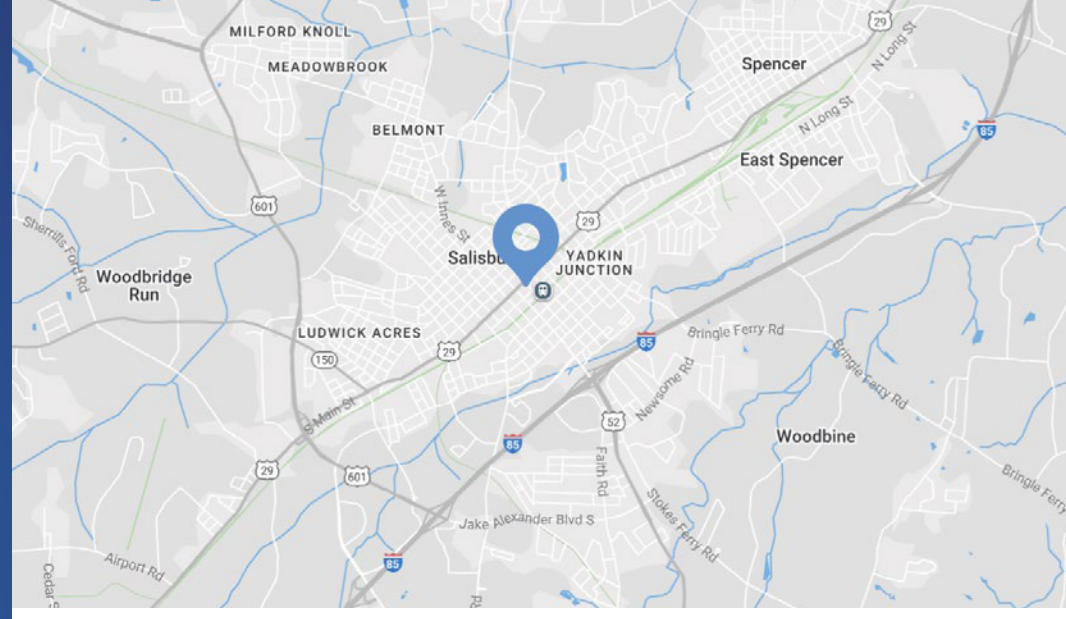 29
N Long St
MILFORD KNOLL
MEADOWBROOK
Spencer
N Long St
BELMONT
85
East Spencer
601
W Innes St
29
Sherrills Ford Rd
Salisbu
YADKIN
JUNCTION
Woodbridge
Run
LUDWICK ACRES
85
Bringle Ferry Rd
29
150
Bringle Ferry Rd
Newsome Rd
S Main St
52
Woodbine
85
29
601
Faith Rd
Bringle Ferry
Stokes Ferry Rd
Jake Alexander Blvd S
Airport Rd
85
Cedar S